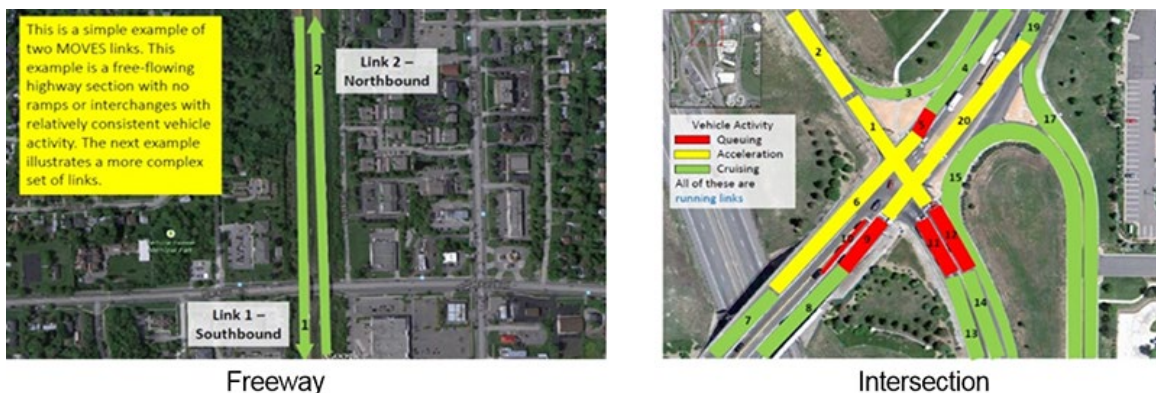 This is a simple example of
two MOVES links. This
example is a free-flowing
highway section with no
ramps or interchanges with
relatively consistent vehicle
activity. The next example
illustrates a more complex
set of links.
2
Link 2 –
Northbound
Link 1 –
Southbound
1
Freeway
2
19
4
3
1
20
17
Vehicle Activity
Queuing
Acceleration
Cruising
All of these are
running links
15
6
10
9
11
12
7
8
14
13
Intersection